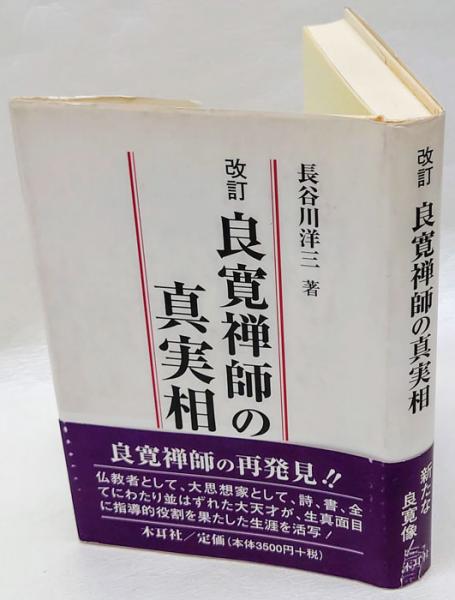 長谷川洋三 著
改訂
良寛禅師の
真実相
良寛禅師の再発見!!
仏教者として、大思想家として、詩、書、全
てにわたり並はずれた大天才が、生真面目
に指導的役割を果たした生涯を活写!
木耳社/定価(本体3500円+税)
改訂 良寛禅師の真実相
新たな
良寛像!
木耳社